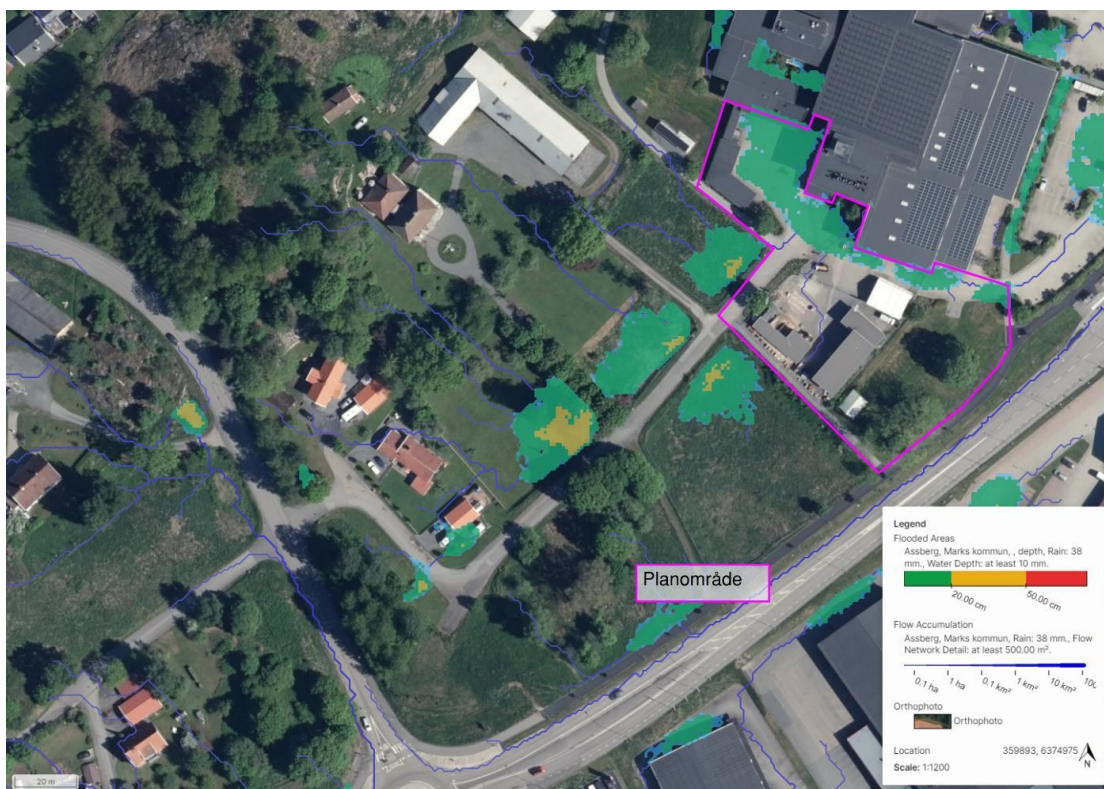 Planområde
Legend
Flooded Areas
Assberg, Marks kommun, , depth, Rain: 38
mm., Water Depth: at least 10 mm.
20.00 cm
50.00 cm
Flow Accumulation
Assberg, Marks kommun, Rain: 38 mm., Flow
Network Detail: at least 500.00 m².
0.1 ha
1 ha
0.1 km²
1 km²
10 km²
100
Orthophoto
Orthophoto
Location 359893, 6374975
Scale: 1:1200
N
20 m